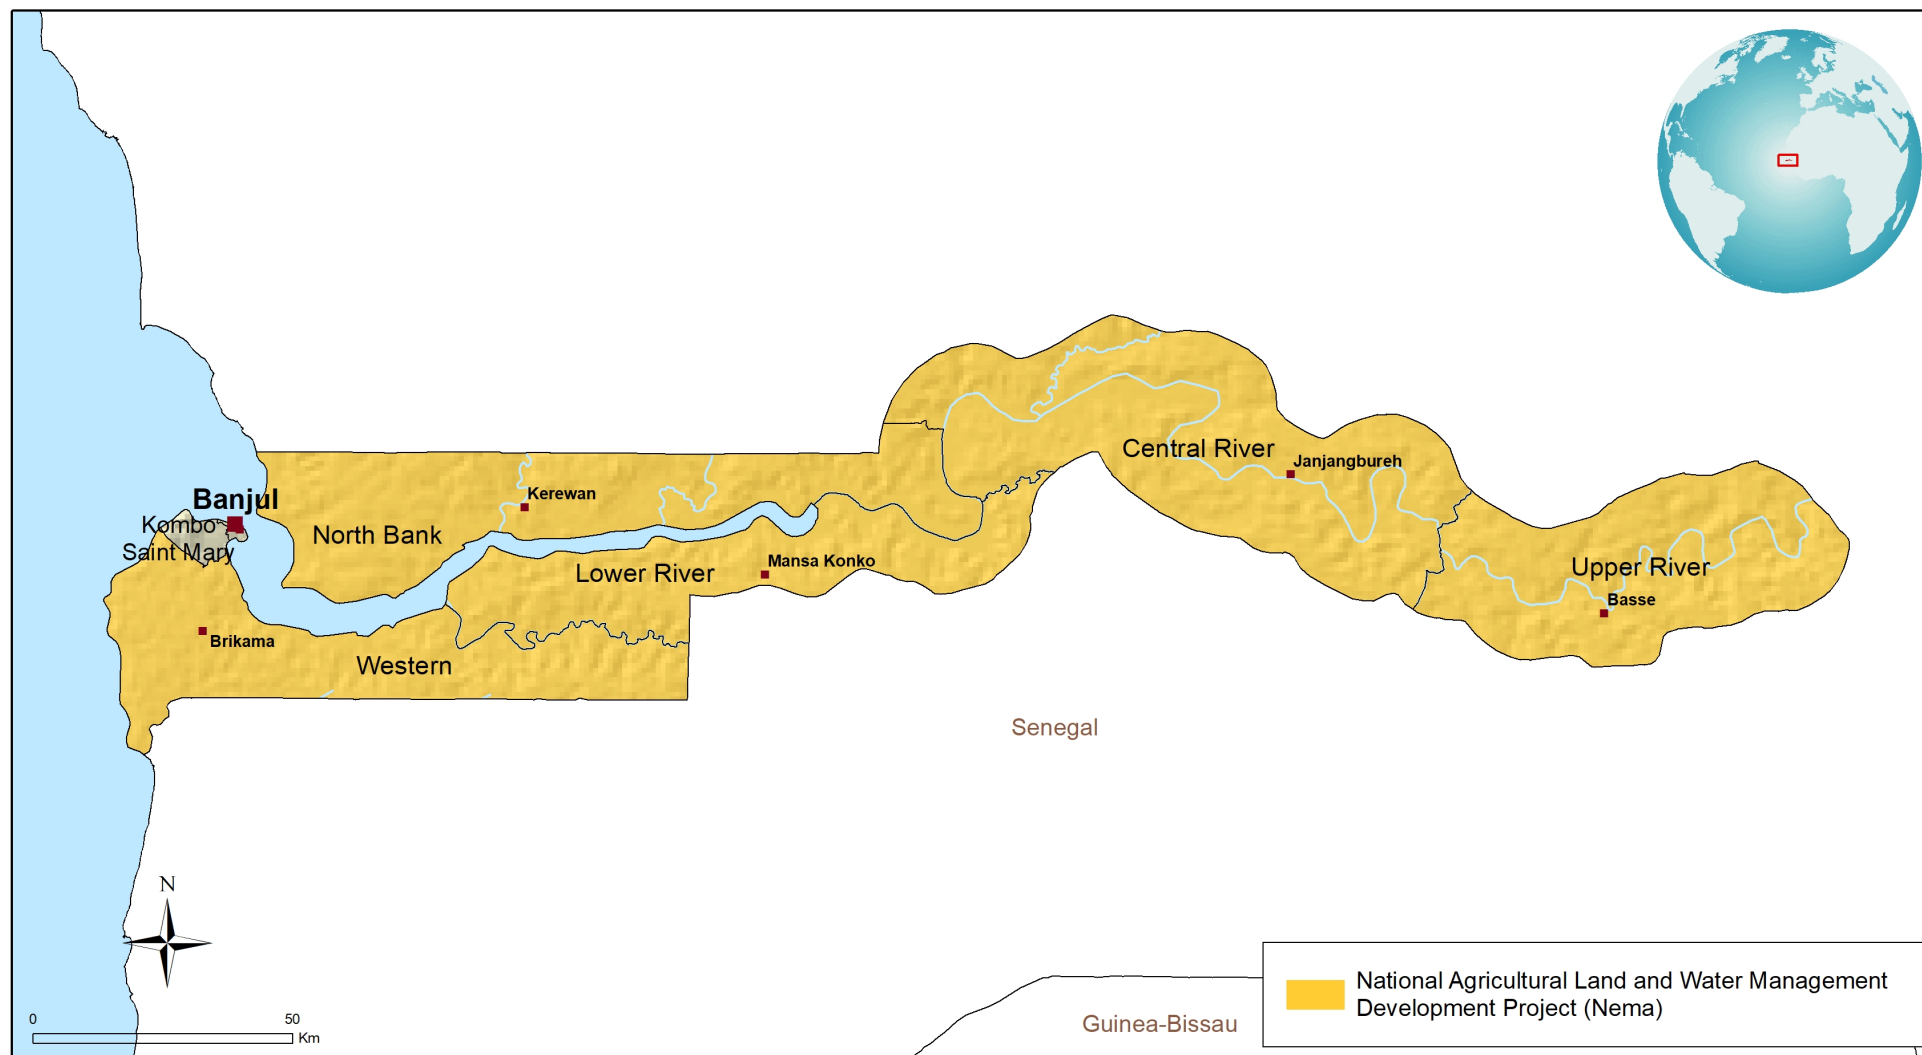 Banjul
Kombo
Saint Mary
Kerewan
North Bank
Lower River
Mansa Konko
Central River
Janjangbureh
Upper River
Basse
Brikama
Western
Senegal
N
0 50
Km
Guinea-Bissau
National Agricultural Land and Water Management
Development Project (Nema)